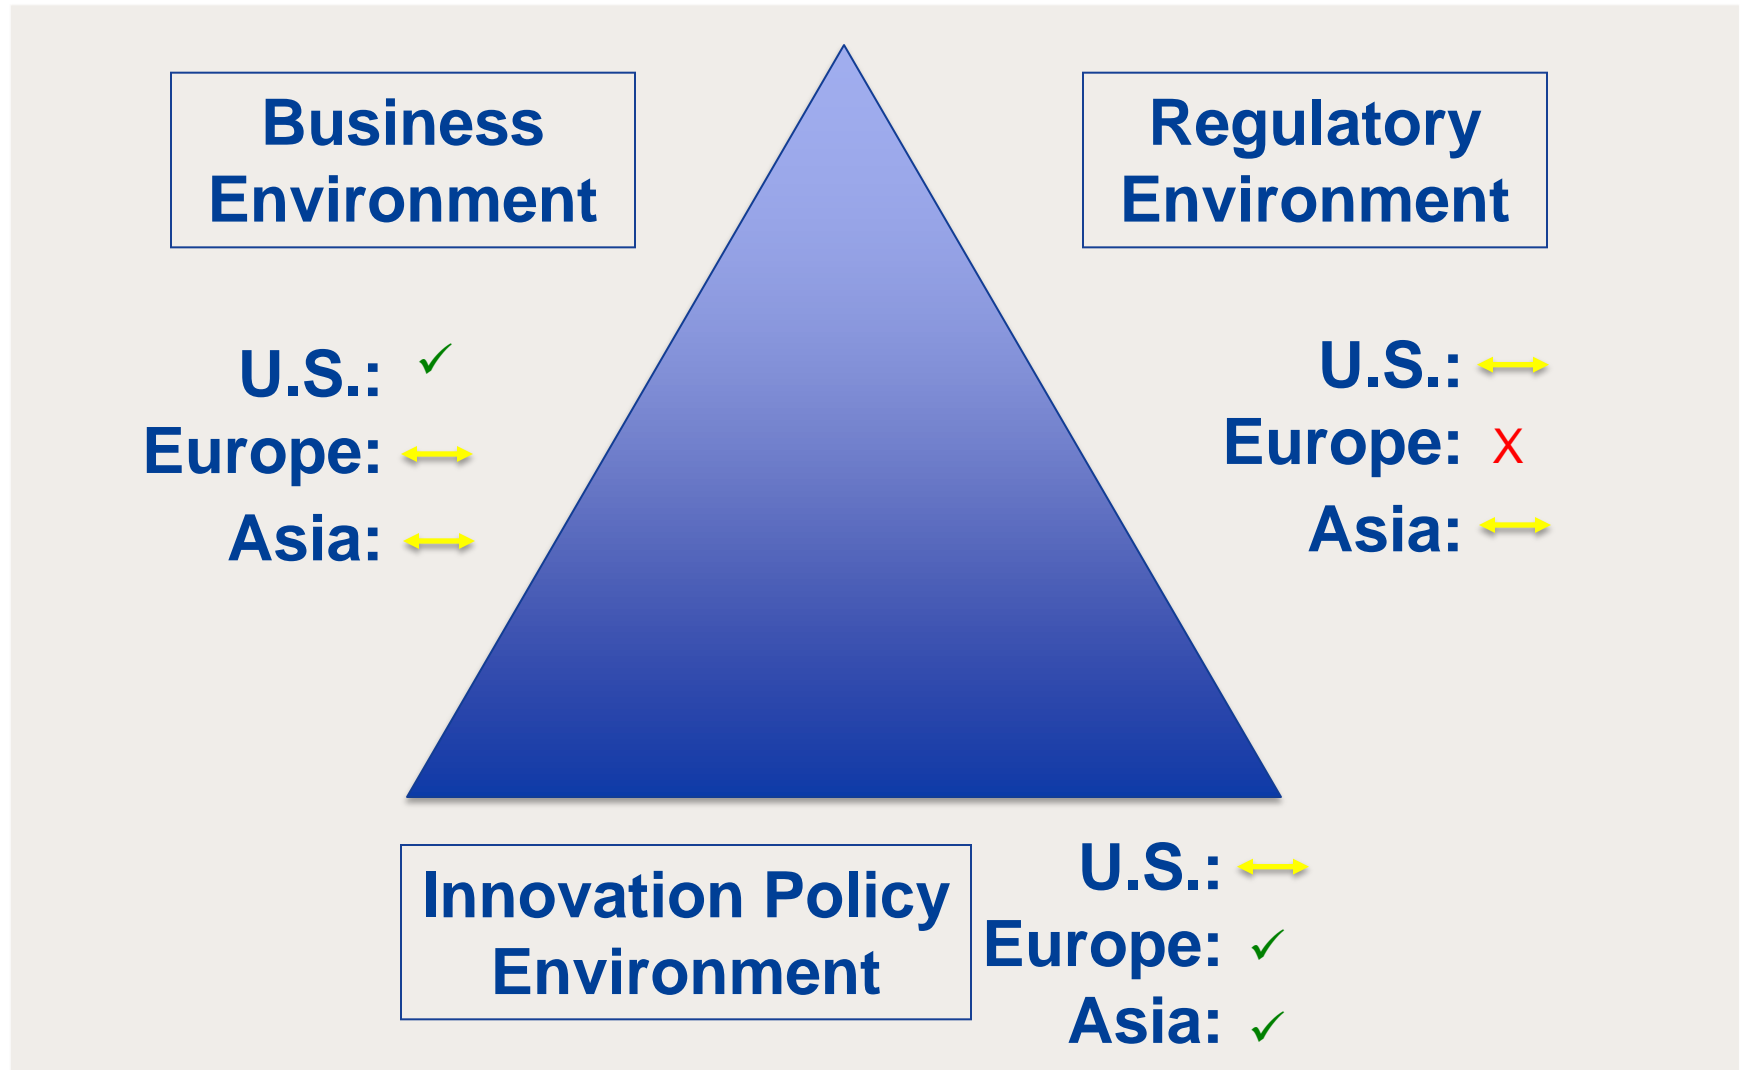 Business
Environment
U.S.: ✓
Europe:
Asia:
Regulatory
Environment
U.S.:
Europe: X
Asia:
Innovation Policy
Environment
U.S.:
Europe: ✓
Asia: ✓